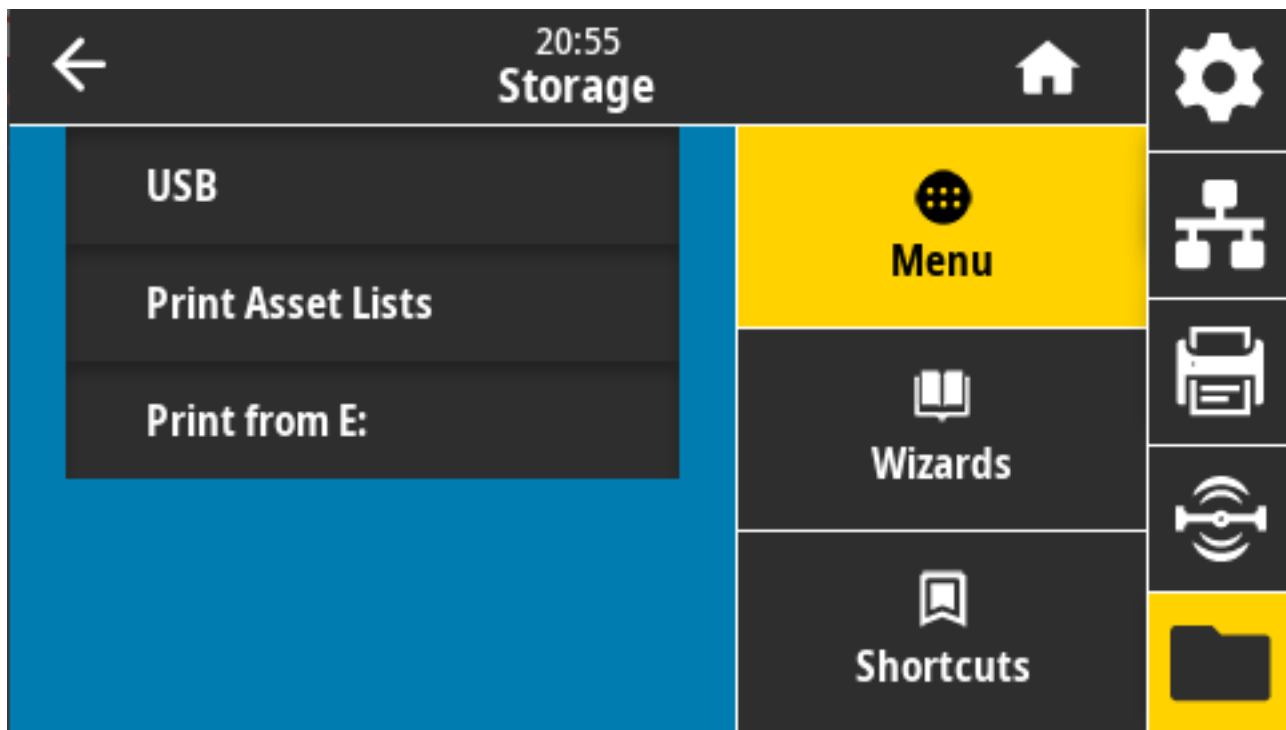 20:55
Storage
USB
Print Asset Lists
Print from E:
Menu
Wizards
Shortcuts